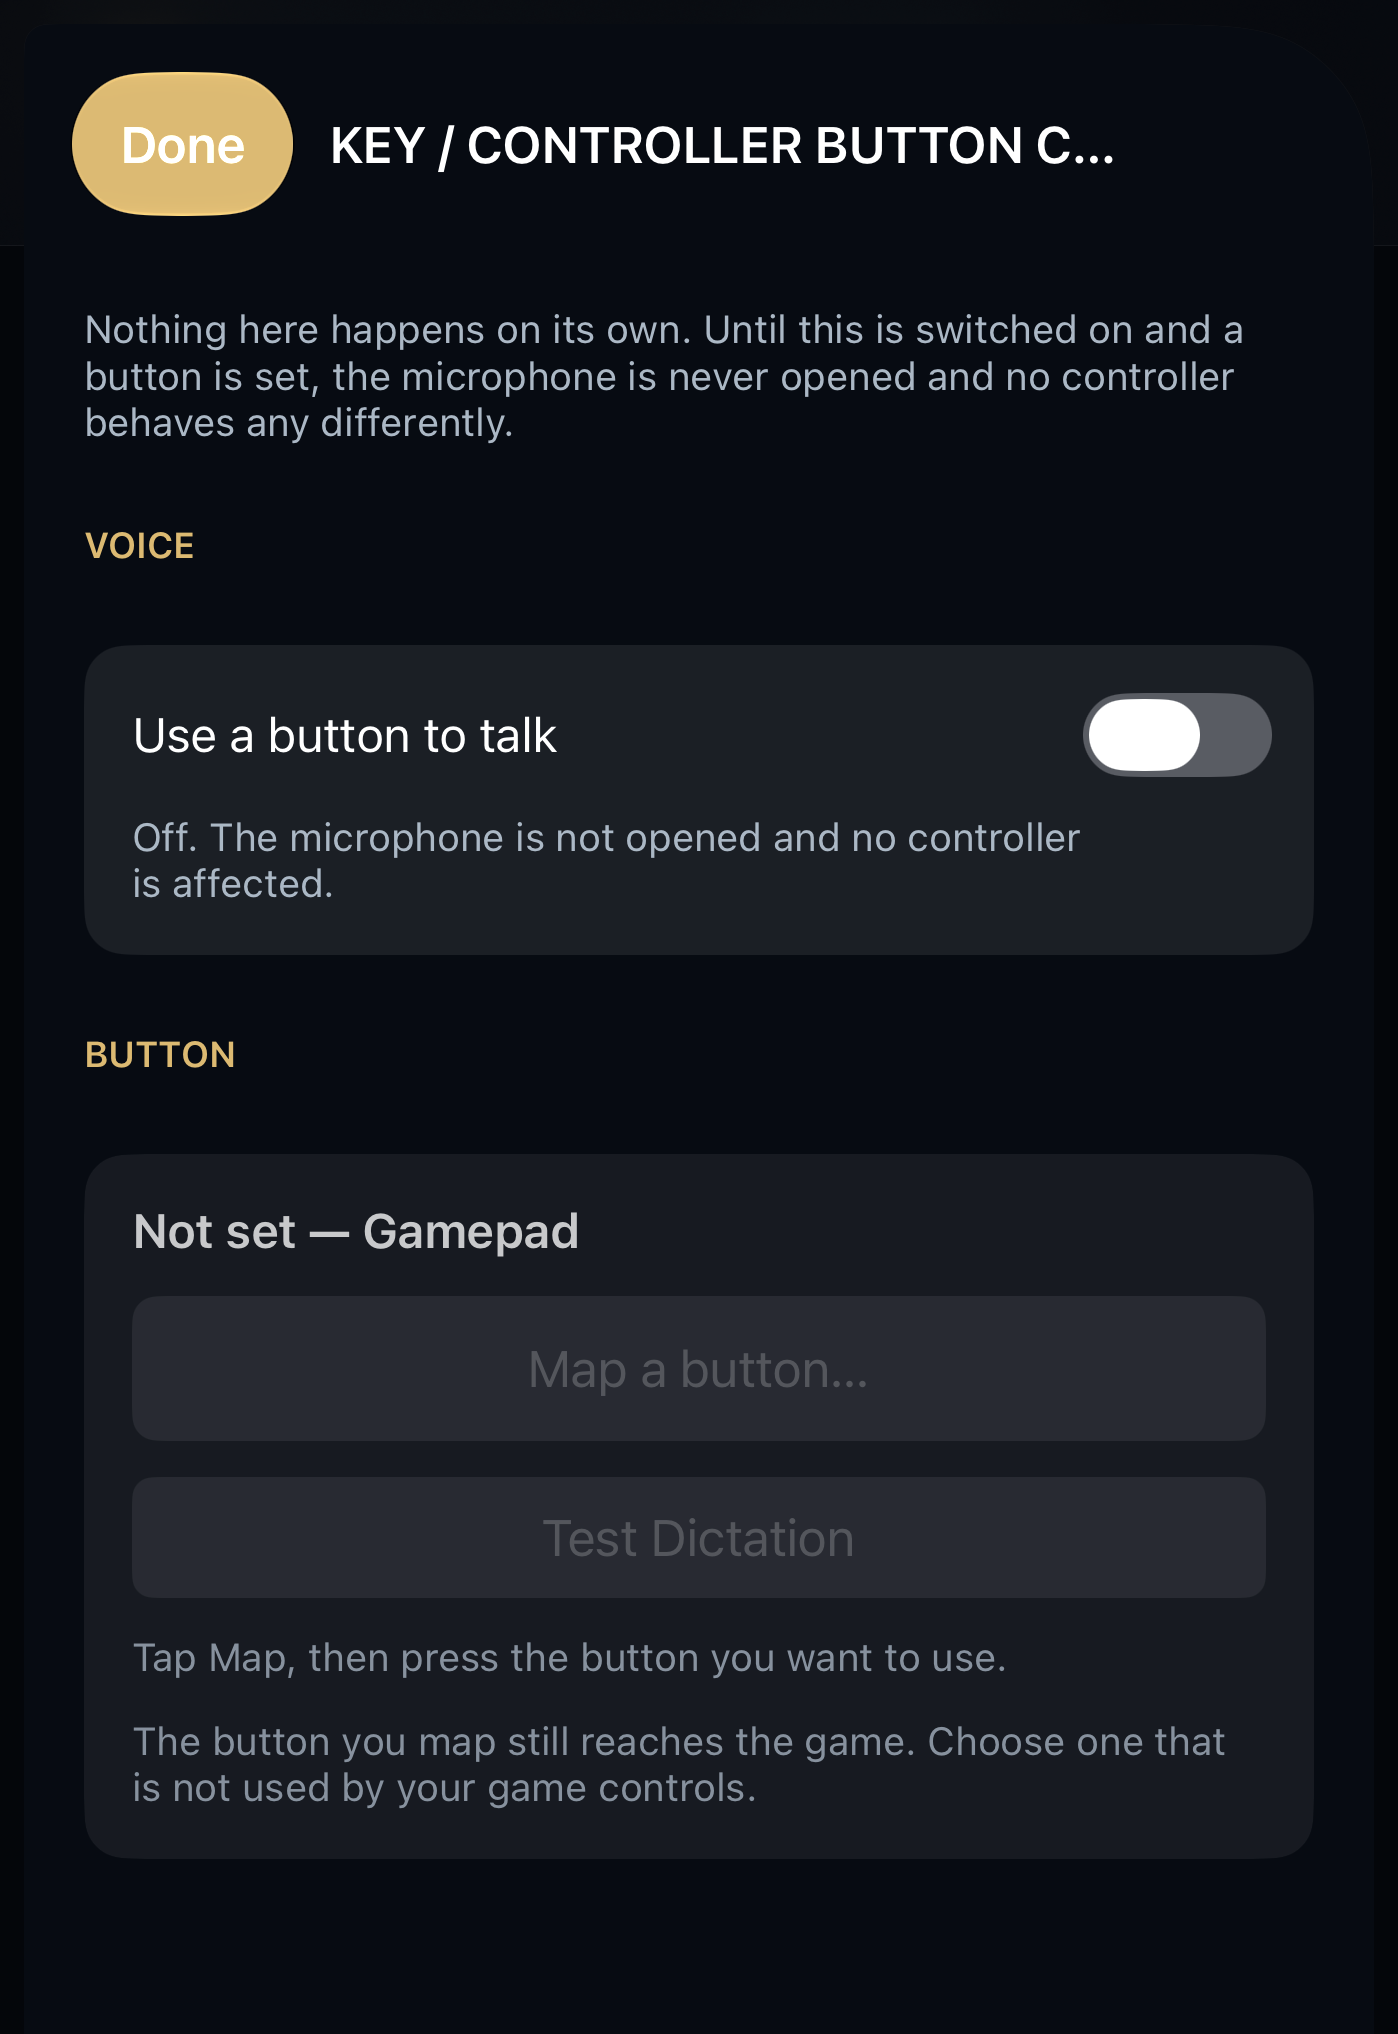 Done
KEY / CONTROLLER BUTTON C...
Nothing here happens on its own. Until this is switched on and a
button is set, the microphone is never opened and no controller
behaves any differently.
VOICE
Use a button to talk
Off. The microphone is not opened and no controller
is affected.
BUTTON
Not set — Gamepad
Map a button...
Test Dictation
Tap Map, then press the button you want to use.
The button you map still reaches the game. Choose one that
is not used by your game controls.